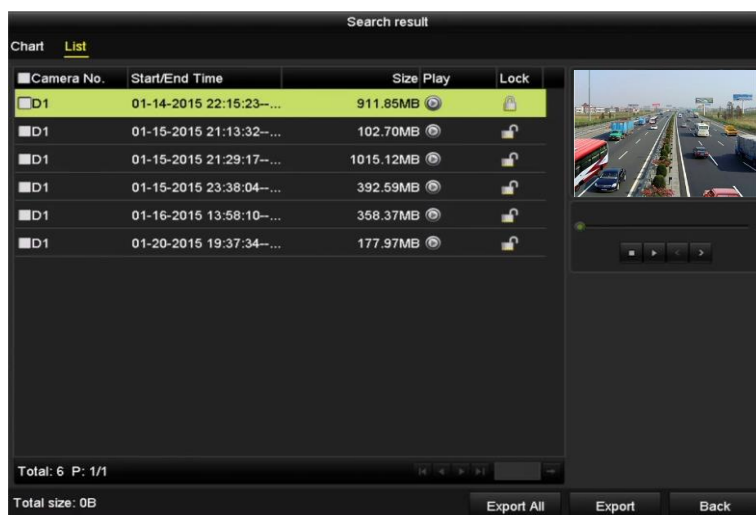 Search result
Chart List
Camera No. Start/End Time Size Play Lock
D1 01-14-2015 22:15:23--... 911.85MB
D1 01-15-2015 21:13:32--... 102.70MB
D1 01-15-2015 21:29:17--... 1015.12MB
D1 01-15-2015 23:38:04--... 392.59MB
D1 01-16-2015 13:58:10--... 358.37MB
D1 01-20-2015 19:37:34--... 177.97MB
Total: 6 P: 1/1
Total size: 0B
Export All Export Back